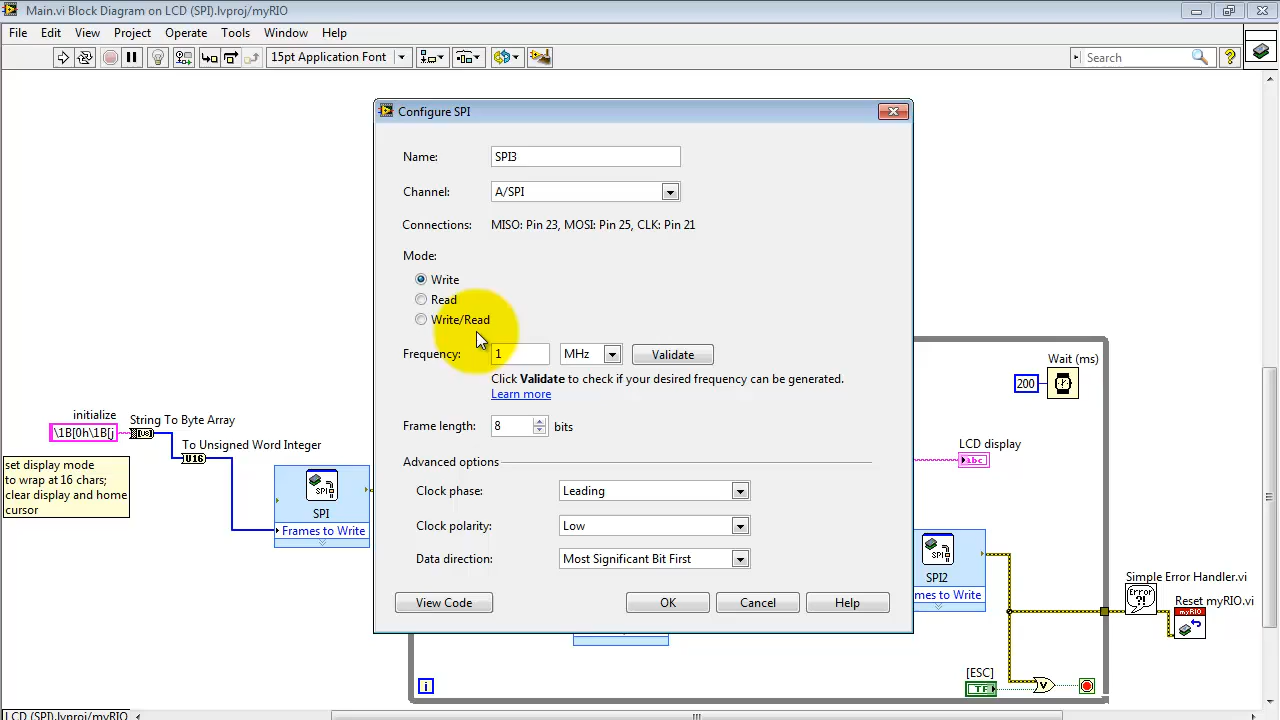 Main.vi Block Diagram on LCD (SPI).lvproj/myRIO
File Edit View Project Operate Tools Window Help
15pt Application Font
Search
Configure SPI
Name: SPI3
Channel: A/SPI
Connections: MISO: Pin 23, MOSI: Pin 25, CLK: Pin 21
Mode:
Write
Read
Write/Read
Frequency: 1 MHz Validate
Click Validate to check if your desired frequency can be generated.
Learn more
Frame length: 8 bits
Advanced options
Clock phase: Leading
Clock polarity: Low
Data direction: Most Significant Bit First
View Code OK Cancel Help
initialize
\1B[0h\1B[j
String To Byte Array
[U8]
To Unsigned Word Integer
U16
set display mode
to wrap at 16 chars;
clear display and home
cursor
SPI
SPI
Frames to Write
Wait (ms)
200
LCD display
abc
SPI
SPI2
mes to Write
Simple Error Handler.vi
Error
?!
Reset myRIO.vi
myRIO
[ESC]
TF
V
i
LCD (SPI).lvproj/myRIO